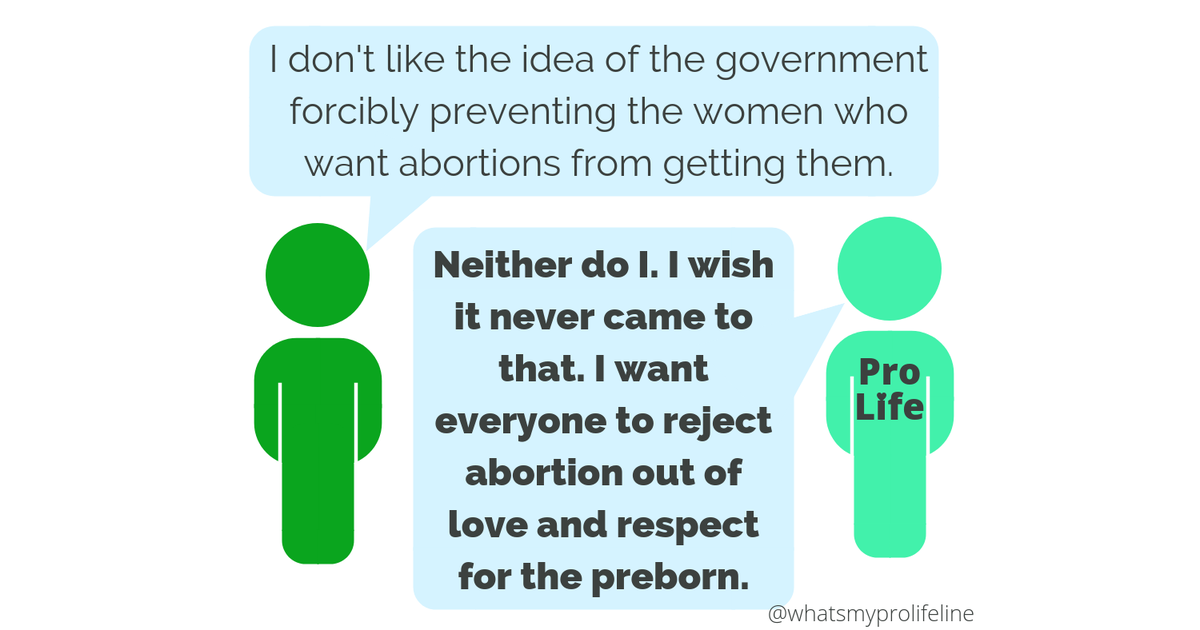 I don't like the idea of the government
forcibly preventing the women who
want abortions from getting them.
Neither do I. I wish
it never came to
that. I want
everyone to reject
abortion out of
love and respect
for the preborn.
Pro
Life
@whatsmyprolifeline